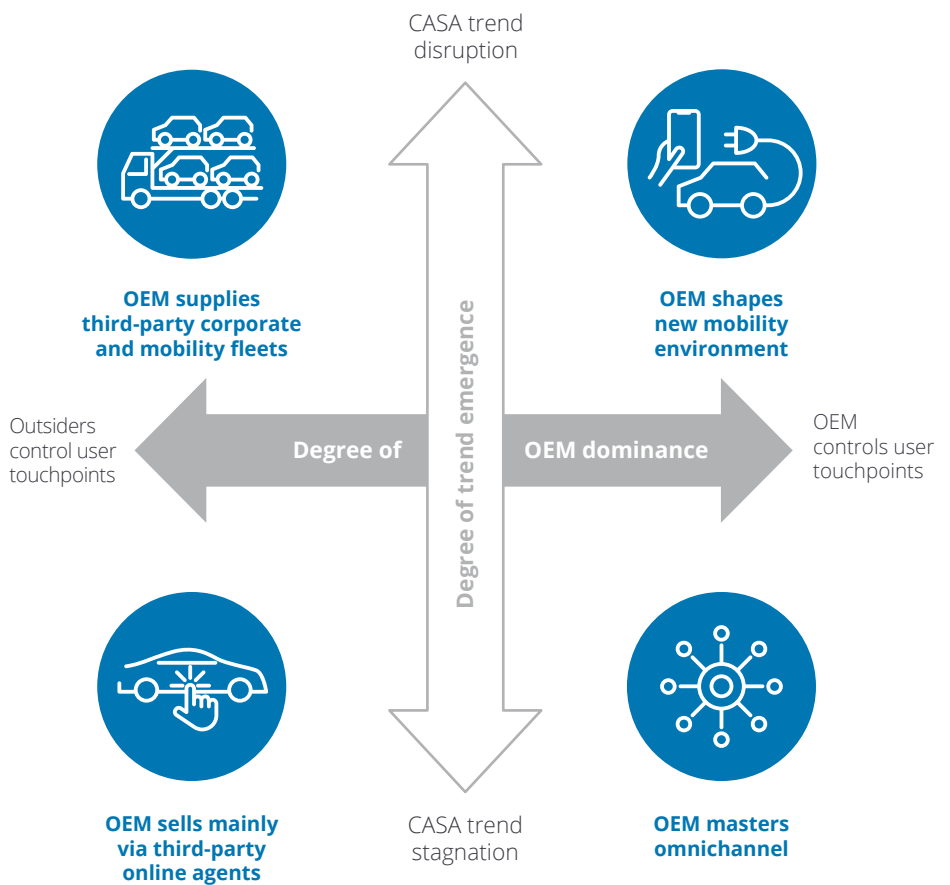 CASA trend
disruption
OEM supplies
third-party corporate
and mobility fleets
OEM shapes
new mobility
environment
Outsiders
control user
touchpoints
Degree of
Degree of trend emergence
OEM dominance
OEM
controls user
touchpoints
OEM sells mainly
via third-party
online agents
CASA trend
stagnation
OEM masters
omnichannel